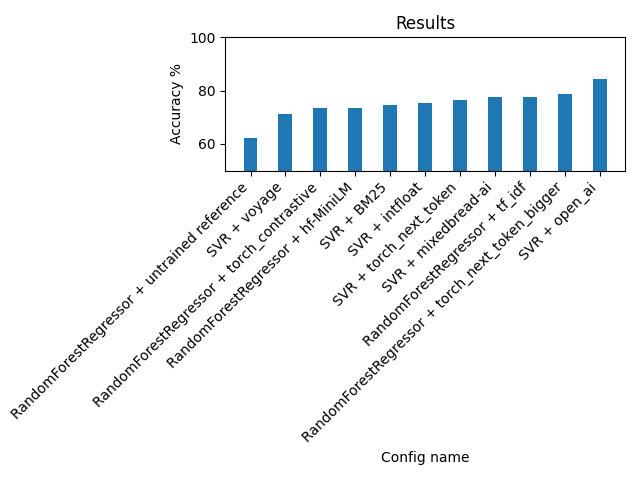 Results
Accuracy %
100
80
60
RandomForestRegressor + untrained reference
SVR + voyage
RandomForestRegressor + torch_contrastive
RandomForestRegressor + hf-MiniLM
SVR + BM25
SVR + intfloat
SVR + torch_next_token
SVR + mixedbread-ai
RandomForestRegressor + tf_idf
RandomForestRegressor + torch_next_token_bigger
SVR + open_ai
Config name